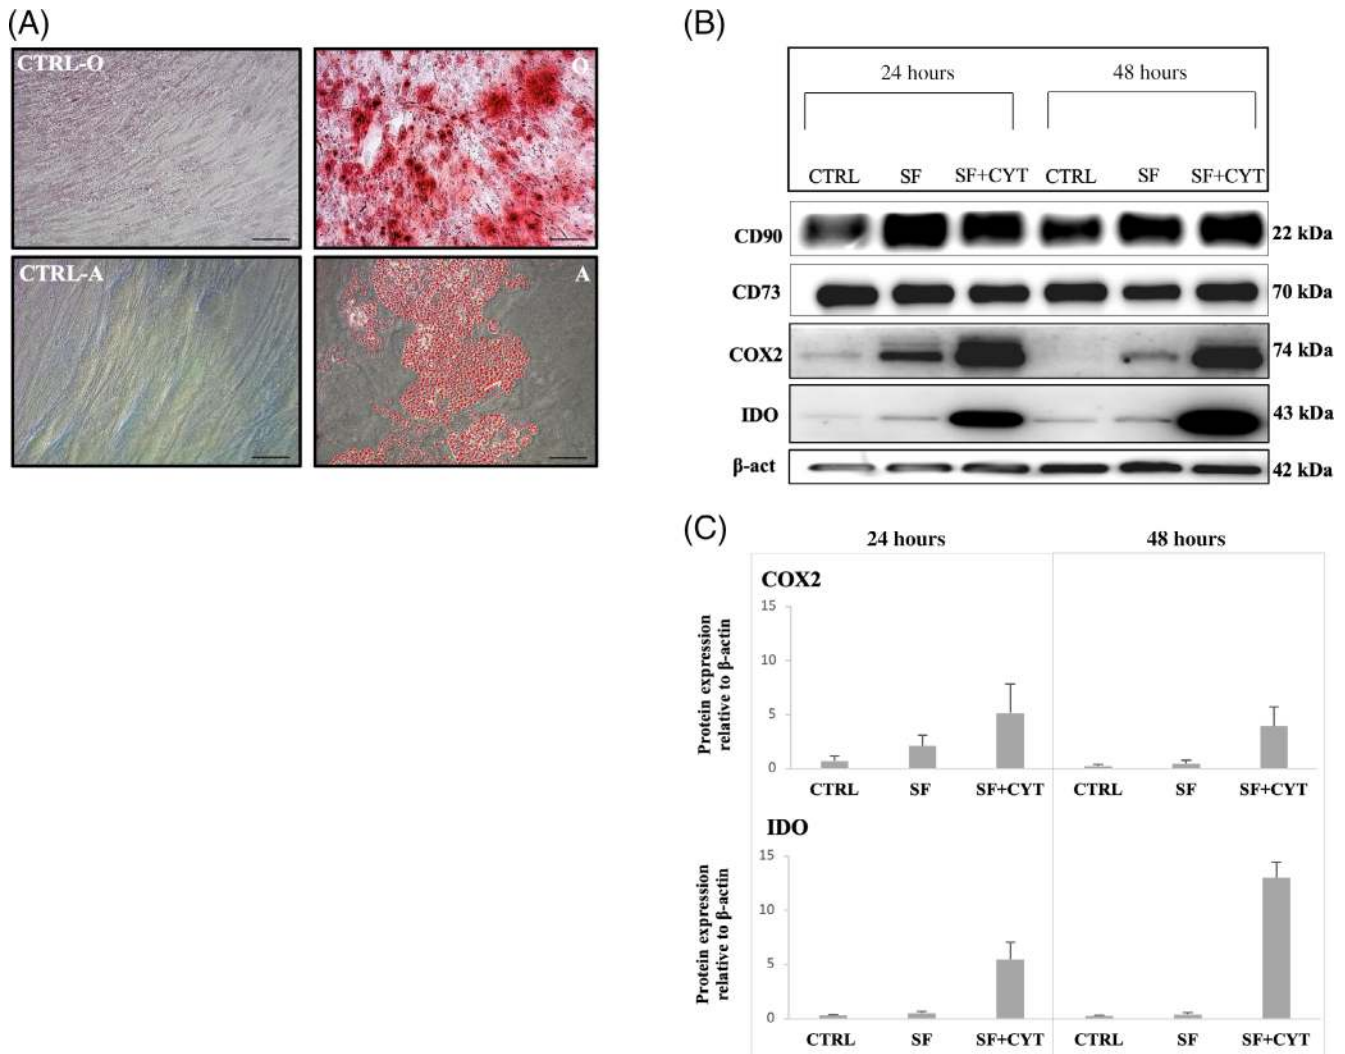 (A)
CTRL-O
O
CTRL-A
A
(B)
24 hours 48 hours
CTRL SF SF+CYT CTRL SF SF+CYT
CD90 22 kDa
CD73 70 kDa
COX2 74 kDa
IDO 43 kDa
β-act 42 kDa
(C)
24 hours 48 hours
COX2
Protein expression
relative to β-actin
15
10
5
0
CTRL SF SF+CYT CTRL SF SF+CYT
IDO
Protein expression
relative to β-actin
15
10
5
0
CTRL SF SF+CYT CTRL SF SF+CYT